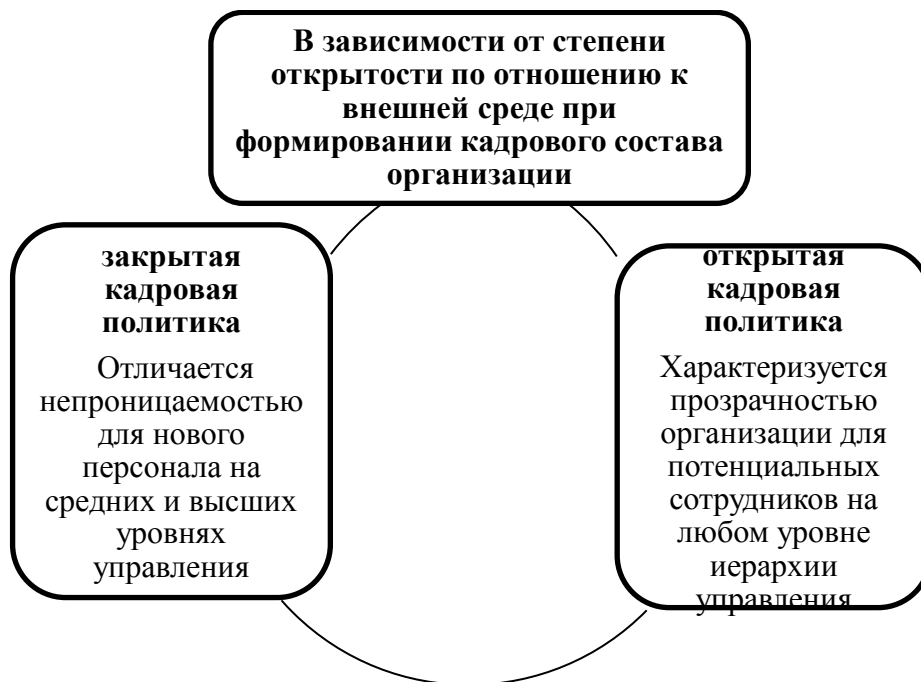 В зависимости от степени
открытости по отношению к
внешней среде при
формировании кадрового состава
организации
закрытая
кадровая
политика
Отличается
непроницаемостью
для нового
персонала на
средних и высших
уровнях
управления
открытая
кадровая
политика
Характеризуется
прозрачностью
организации для
потенциальных
сотрудников на
любом уровне
иерархии
управления